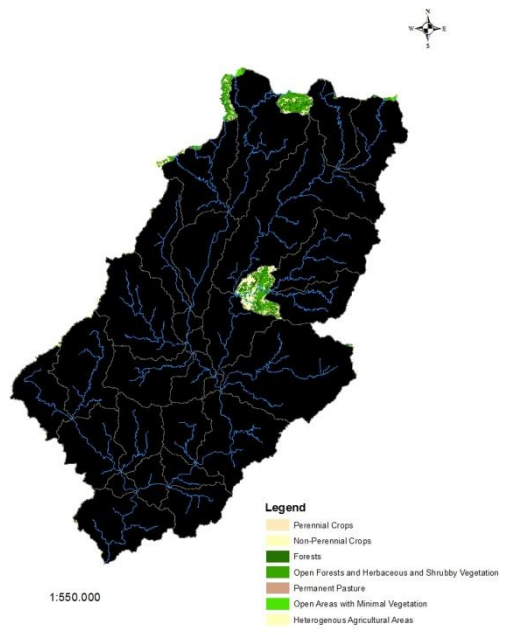 N
W E
S
Legend
Perennial Crops
Non-Perennial Crops
Forests
Open Forests and Herbaceous and Shrubby Vegetation
Permanent Pasture
Open Areas with Minimal Vegetation
Heterogenous Agricultural Areas
1:550.000